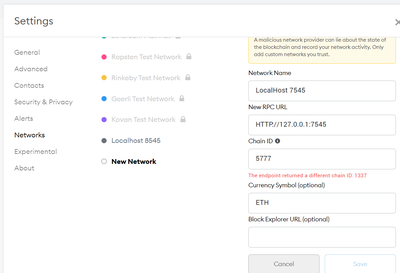 Settings
A malicious network provider can lie about the state of the blockchain and record your network activity. Only add custom networks you trust.
General
Advanced
Contacts
Security & Privacy
Alerts
Networks
Experimental
About
Ropsten Test Network
Rinkeby Test Network
Goerli Test Network
Kovan Test Network
Localhost 8545
New Network
Network Name
LocalHost 7545
New RPC URL
HTTP://127.0.0.1:7545
Chain ID
5777
The endpoint returned a different chain ID: 1337
Currency Symbol (optional)
ETH
Block Explorer URL (optional)
Cancel
Save